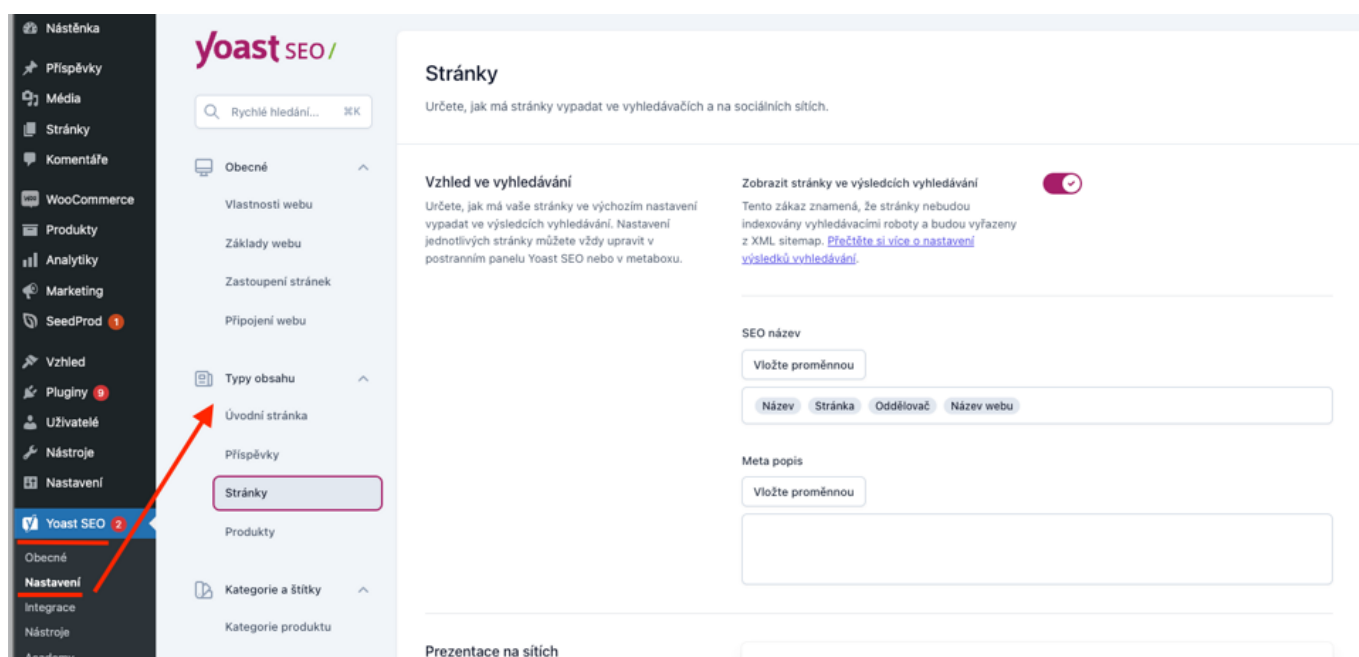 Nástěnka
Příspěvky
Média
Stránky
Komentáře
WooCommerce
Produkty
Analytiky
Marketing
SeedProd 1
Vzhled
Pluginy 9
Uživatelé
Nástroje
Nastavení
Yoast SEO 2
Obecné
Nastavení
Integrace
Nástroje
Academy
yoast SEO/
Rychlé hledání... ⌘K
Obecné
Vlastnosti webu
Základy webu
Zastoupení stránek
Připojení webu
Typy obsahu
Úvodní stránka
Příspěvky
Stránky
Produkty
Kategorie a štítky
Kategorie produktu
Stránky
Určete, jak má stránky vypadat ve vyhledávačích a na sociálních sítích.
Vzhled ve vyhledávání
Určete, jak má vaše stránky ve výchozím nastavení
vypadat ve výsledcích vyhledávání. Nastavení
jednotlivých stránky můžete vždy upravit v
postranním panelu Yoast SEO nebo v metaboxu.
Zobrazit stránky ve výsledcích vyhledávání
Tento zákaz znamená, že stránky nebudou
indexovány vyhledávacími roboty a budou vyřazeny
z XML sitemap. Přečtěte si více o nastavení
výsledků vyhledávání.
SEO název
Vložte proměnnou
Název Stránka Oddělovač Název webu
Meta popis
Vložte proměnnou
Prezentace na sítích